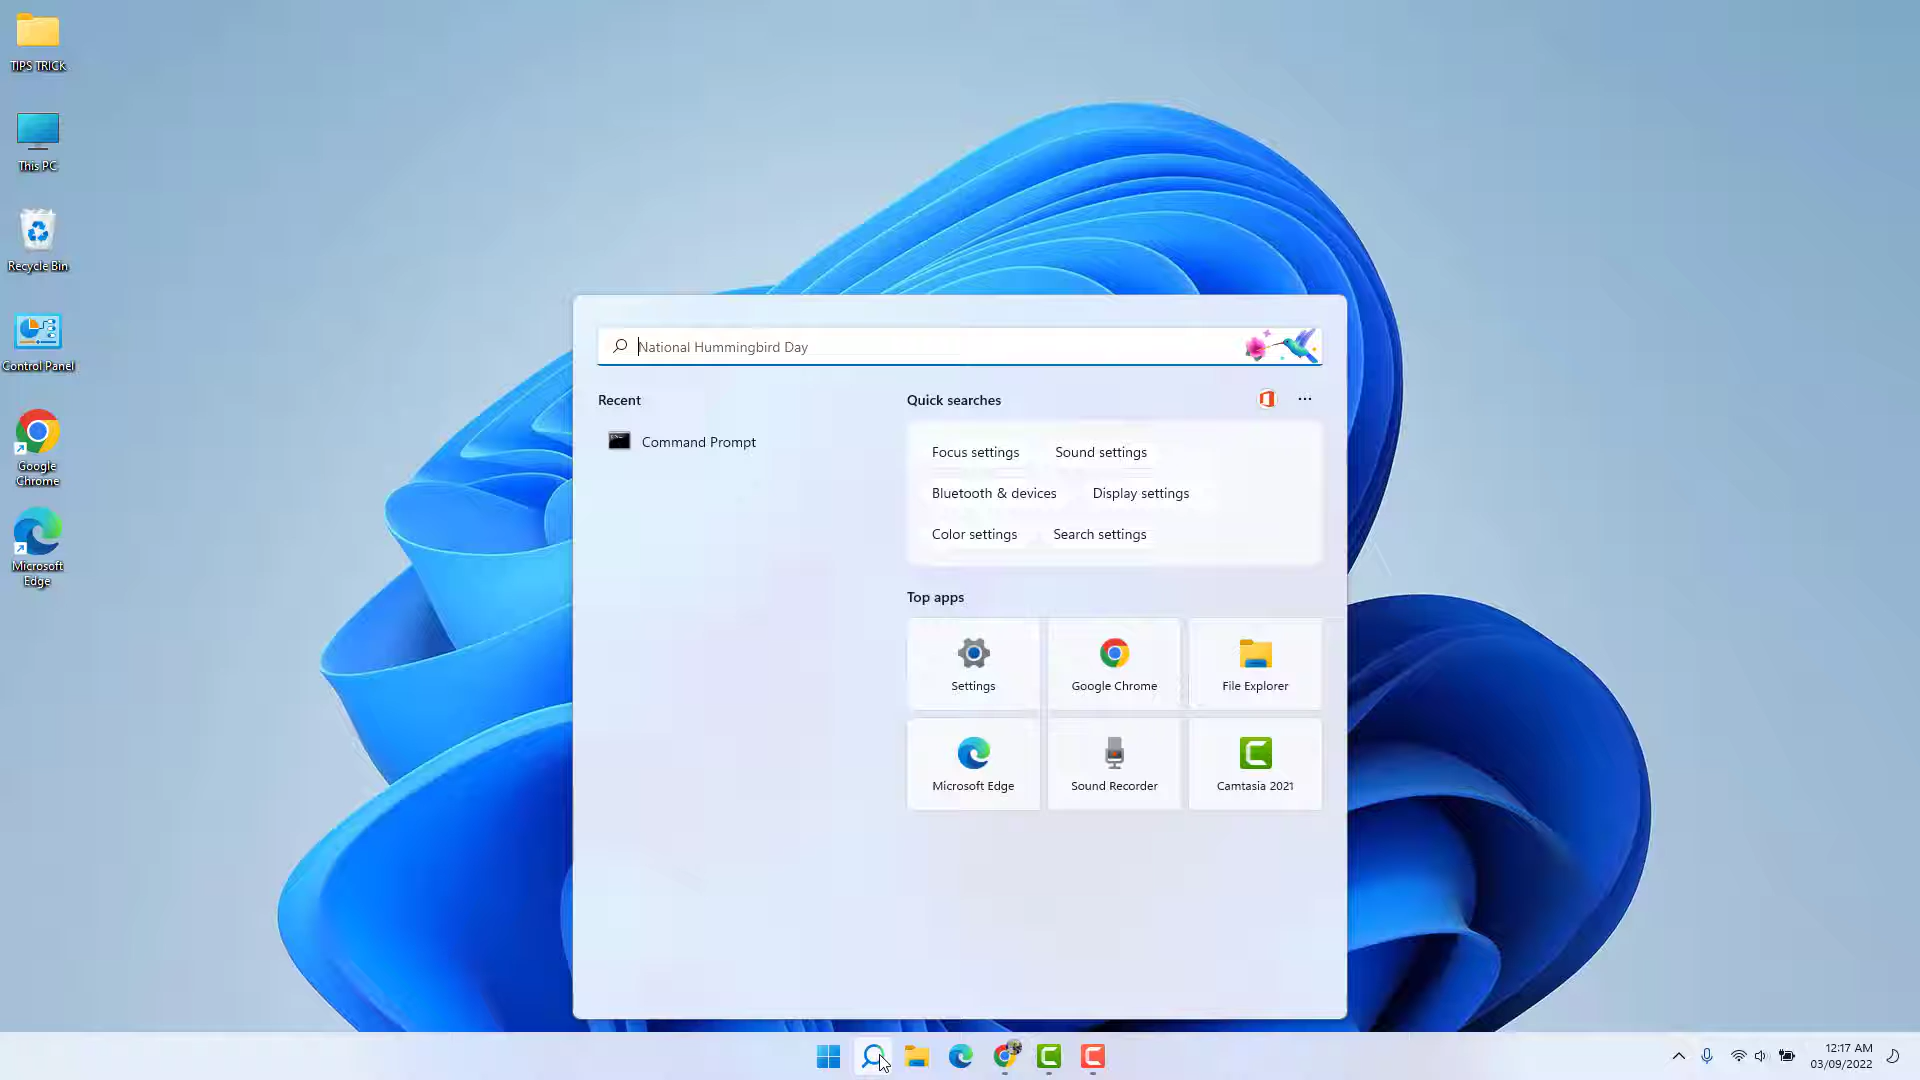 TIPS TRICK
This PC
Recycle Bin
Control Panel
Google
Chrome
Microsoft
Edge
National Hummingbird Day
Recent
Command Prompt
Quick searches
Focus settings
Sound settings
Bluetooth & devices
Display settings
Color settings
Search settings
Top apps
Settings
Google Chrome
File Explorer
Microsoft Edge
Sound Recorder
Camtasia 2021
12:17 AM
03/09/2022